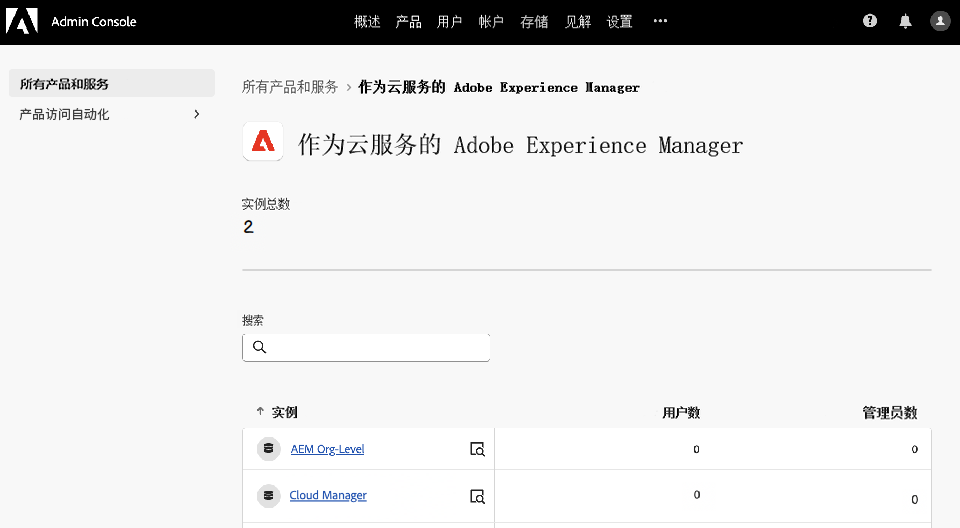 Admin Console 概述 产品 用户 帐户 存储 见解 设置 •••
所有产品和服务
产品访问自动化
所有产品和服务 > 作为云服务的 Adobe Experience Manager
作为云服务的 Adobe Experience Manager
实例总数
2
搜索
↑ 实例 用户数 管理员数
AEM Org-Level 0 0
Cloud Manager 0 0